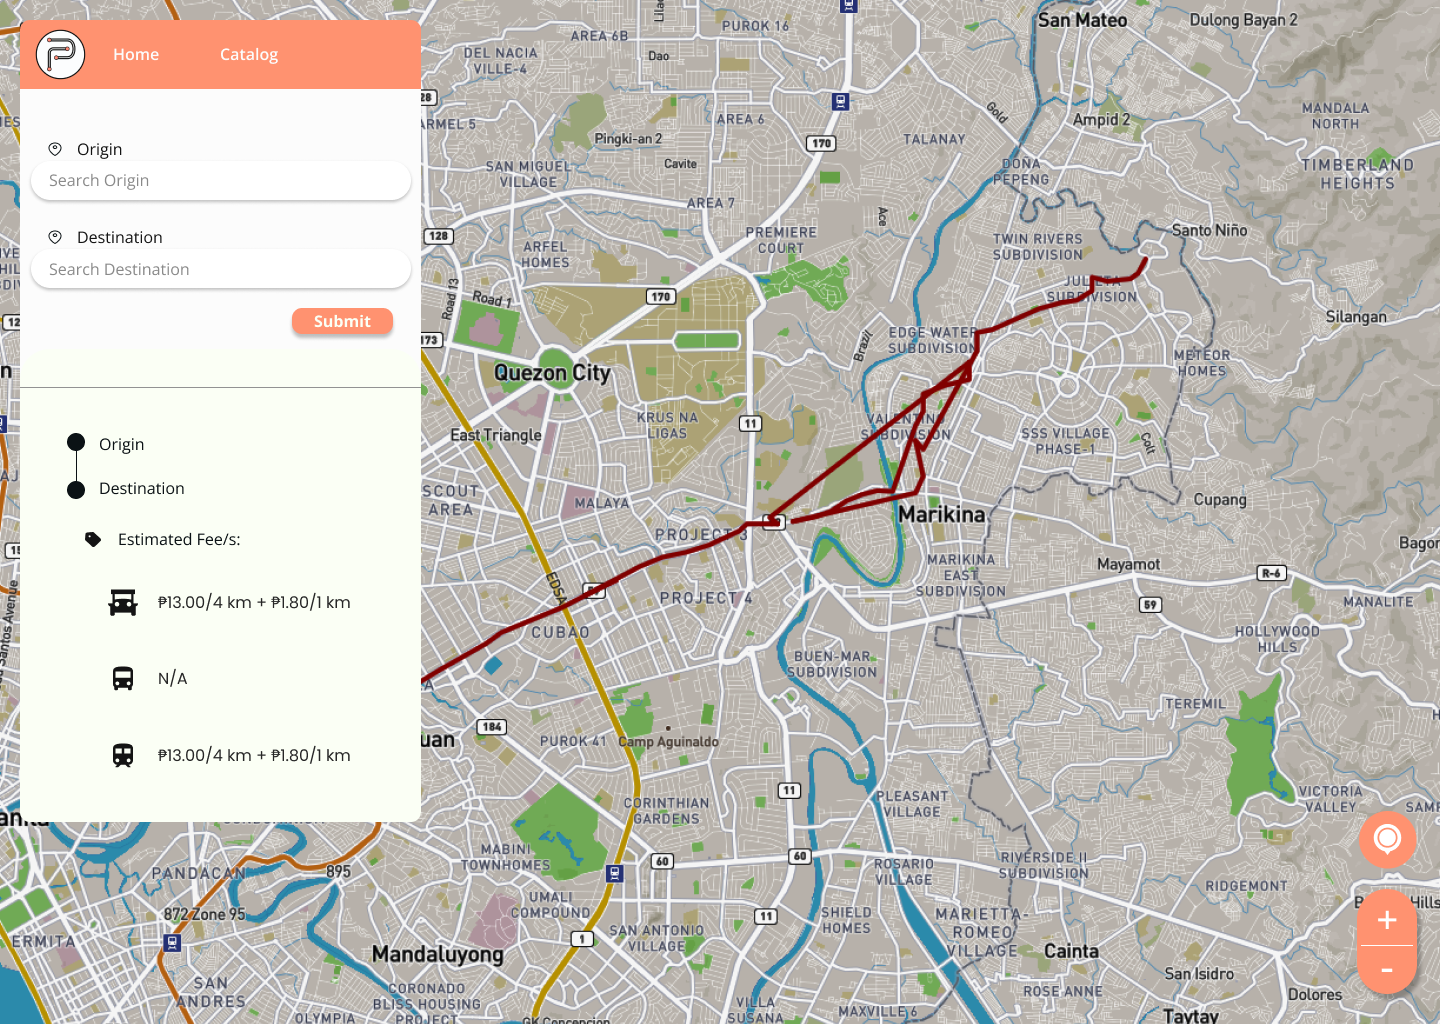 Home
Catalog
Origin
Search Origin
Destination
Search Destination
Submit
Origin
Destination
Estimated Fee/s:
₱13.00/4 km + ₱1.80/1 km
N/A
₱13.00/4 km + ₱1.80/1 km
San Mateo
Dulong Bayan 2
PUROK 16
AREA 6B
DEL NACIA
VILLE-4
Dao
28
ARMEL 5
AREA 6
Pingki-an 2
Cavite
170
TALANAY
Gold
Ampid 2
MANDALA
NORTH
SAN MIGUEL
VILLAGE
DOÑA
PEPENG
TIMBERLAND
HEIGHTS
AREA 7
Ace
128
ARFEL
HOMES
PREMIERE
COURT
TWIN RIVERS
SUBDIVISION
Santo Niño
Road 13
Road 1
170
JULIETA
SUBDIVISION
Silangan
173
Brazil
EDGE WATER
SUBDIVISION
METEOR
HOMES
Quezon City
KRUS NA
LIGAS
11
VALENTINO
SUBDIVISION
East Triangle
SSS VILLAGE
PHASE-1
Colt
SCOUT
AREA
MALAYA
Cupang
Marikina
PROJECT 3
Bagon
EDSA
MARIKINA
EAST
SUBDIVISION
Mayamot
R-6
59
MANALITE
PROJECT 4
CUBAO
HOLLYWOOD
HILLS
BUEN-MAR
SUBDIVISION
TEREMIL
184
uan
PUROK 41
Camp Aguinaldo
11
PLEASANT
VILLAGE
VICTORIA
VALLEY
CORINTHIAN
GARDENS
Santos Avenue
MABINI
TOWNHOMES
60
60
ROSARIO
VILLAGE
RIVERSIDE II
SUBDIVISION
RIDGEMONT
PANDACAN
895
872 Zone 95
UMALI
COMPOUND
11
SHIELD
HOMES
MARIETTA-
ROMEO
VILLAGE
Hills
ERMITA
1
SAN ANTONIO
VILLAGE
Mandaluyong
Cainta
San Isidro
SAN
ANDRES
CORONADO
BLISS HOUSING
PROJECT
VILLA
SUSANA
MAXVILLE 6
ROSE ANNE
Dolores
OLYMPIA
GK Concepcion
Taytay
+
-